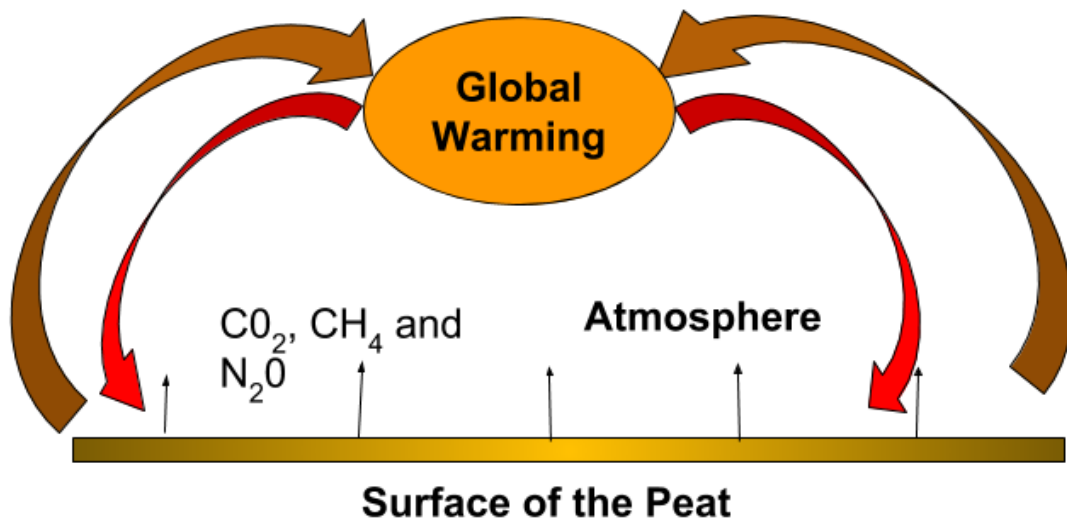 Global
Warming
C0₂, CH₄ and
N₂0
Atmosphere
Surface of the Peat